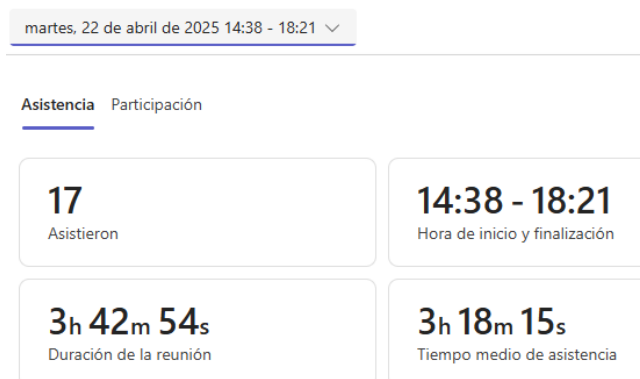 martes, 22 de abril de 2025 14:38 - 18:21
Asistencia Participación
17
Asistieron
14:38 - 18:21
Hora de inicio y finalización
3h 42m 54s
Duración de la reunión
3h 18m 15s
Tiempo medio de asistencia